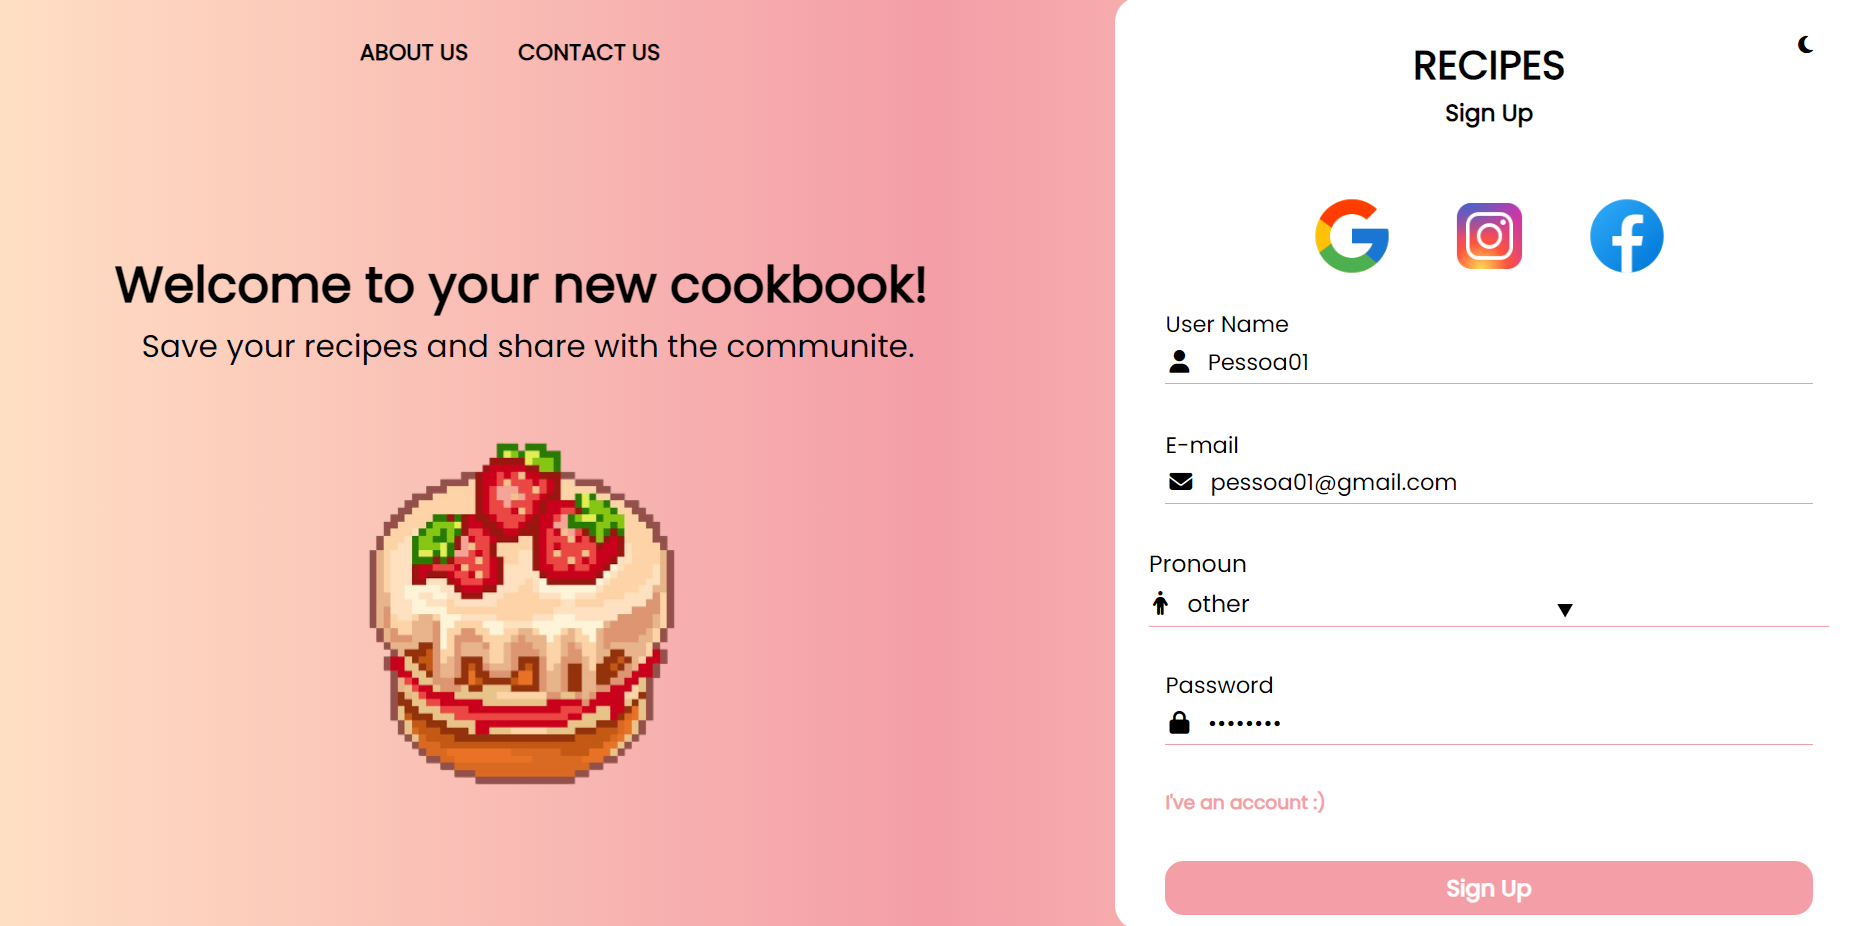 ABOUT US
CONTACT US
Welcome to your new cookbook!
Save your recipes and share with the communite.
RECIPES
Sign Up
User Name
Pessoa01
E-mail
pessoa01@gmail.com
Pronoun
other
Password
••••••••
I've an account :)
Sign Up